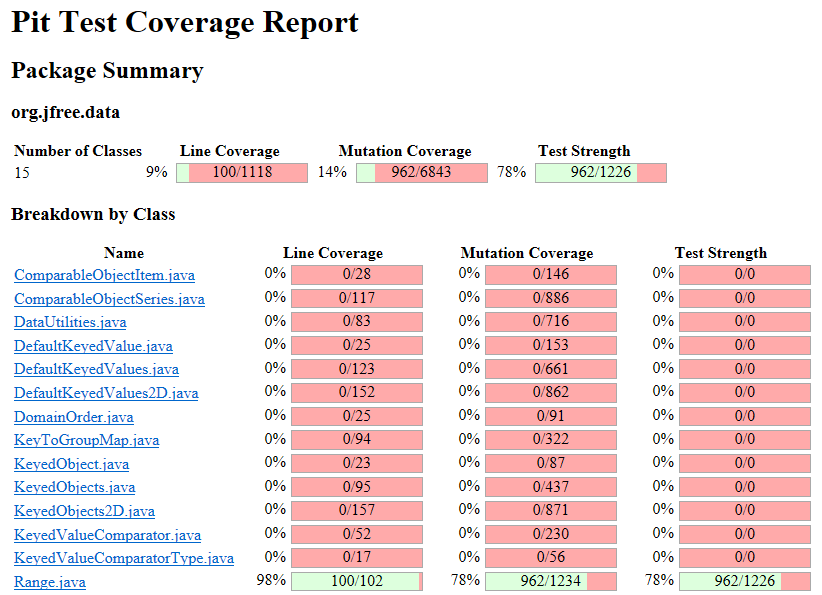 Pit Test Coverage Report
Package Summary
org.jfree.data
Number of Classes Line Coverage Mutation Coverage Test Strength
15 9% 100/1118 14% 962/6843 78% 962/1226
Breakdown by Class
Name Line Coverage Mutation Coverage Test Strength
ComparableObjectItem.java 0% 0/28 0% 0/146 0% 0/0
ComparableObjectSeries.java 0% 0/117 0% 0/886 0% 0/0
DataUtilities.java 0% 0/83 0% 0/716 0% 0/0
DefaultKeyedValue.java 0% 0/25 0% 0/153 0% 0/0
DefaultKeyedValues.java 0% 0/123 0% 0/661 0% 0/0
DefaultKeyedValues2D.java 0% 0/152 0% 0/862 0% 0/0
DomainOrder.java 0% 0/25 0% 0/91 0% 0/0
KeyToGroupMap.java 0% 0/94 0% 0/322 0% 0/0
KeyedObject.java 0% 0/23 0% 0/87 0% 0/0
KeyedObjects.java 0% 0/95 0% 0/437 0% 0/0
KeyedObjects2D.java 0% 0/157 0% 0/871 0% 0/0
KeyedValueComparator.java 0% 0/52 0% 0/230 0% 0/0
KeyedValueComparatorType.java 0% 0/17 0% 0/56 0% 0/0
Range.java 98% 100/102 78% 962/1234 78% 962/1226